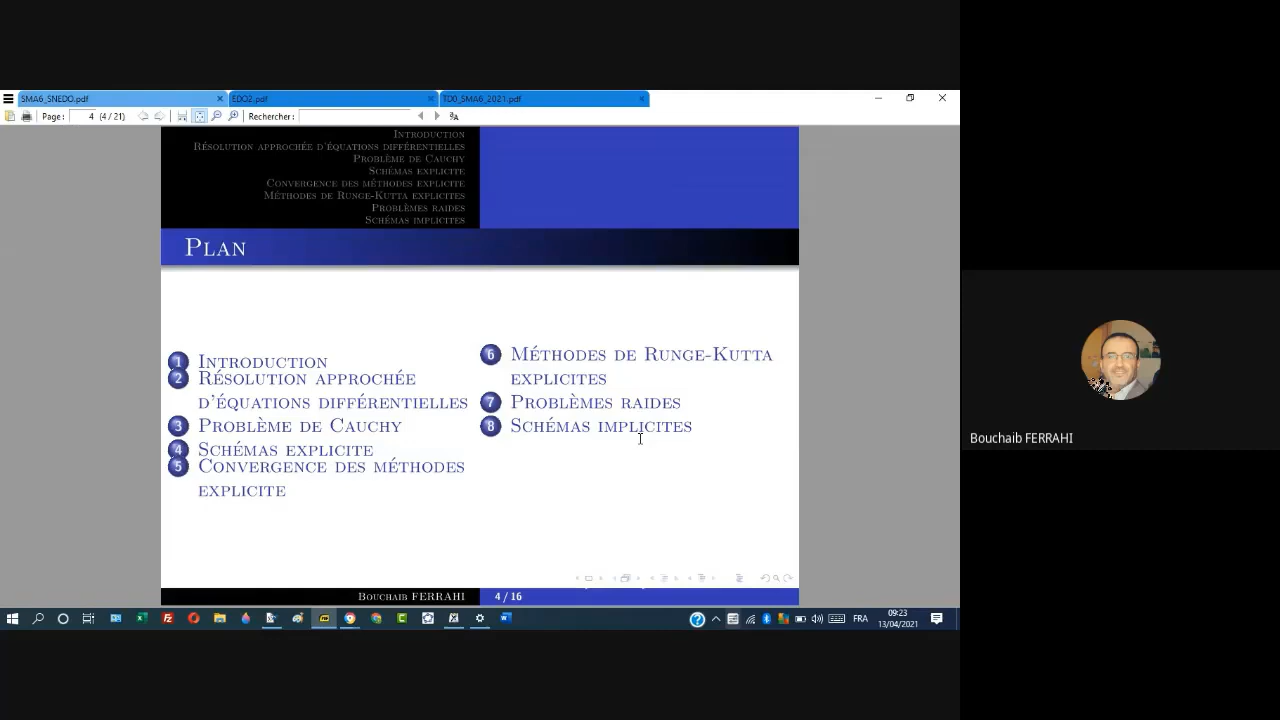 SMA6_SNEDO.pdf
EDO2.pdf
TD0_SMA6_2021.pdf
Page : 4 (4 / 21) Rechercher :
Introduction
Résolution approchée d'équations différentielles
Problème de Cauchy
Schémas explicite
Convergence des méthodes explicite
Méthodes de Runge-Kutta explicites
Problèmes raides
Schémas implicites
Plan
1 Introduction
2 Résolution approchée
d'équations différentielles
3 Problème de Cauchy
4 Schémas explicite
5 Convergence des méthodes
explicite
6 Méthodes de Runge-Kutta
explicites
7 Problèmes raides
8 Schémas implicites
Bouchaib FERRAHI 4 / 16
FRA
09:23
13/04/2021
Bouchaib FERRAHI